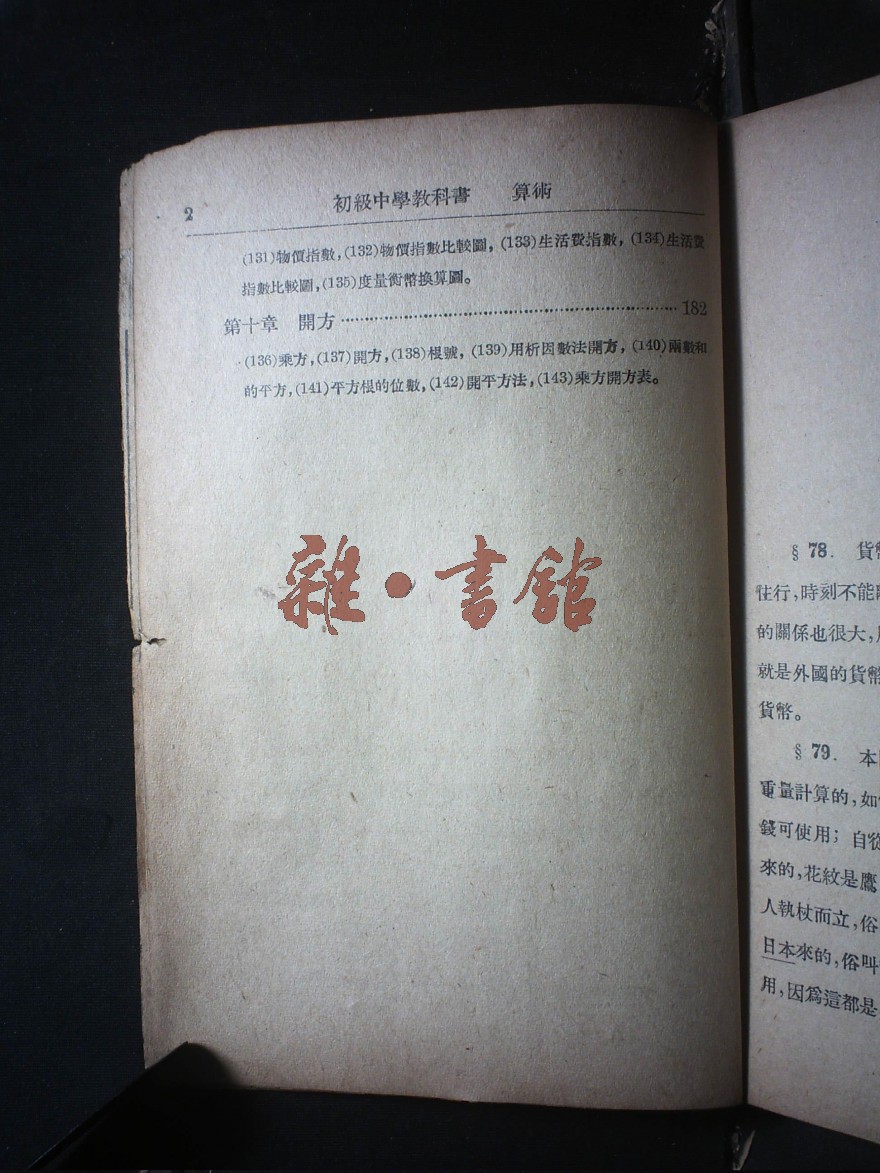 2
初級中學教科書 算術
(131)物價指數,(132)物價指數比較圖,(133)生活費指數,(134)生活費
指數比較圖,(135)度量衡幣換算圖。
第十章 開方 182
(136)乘方,(137)開方,(138)根號,(139)用析因數法開方,(140)兩數和
的平方,(141)平方根的位數,(142)開平方法,(143)乘方開方表。
雜·書館
§ 78. 貨幣
往行,時刻不能
的關係也很大,
就是外國的貨幣
貨幣。
§ 79. 本
重量計算的,如
錢可使用;自從
來的,花紋是鷹
人執杖而立,俗
日本來的,俗叫
用,因爲這都是